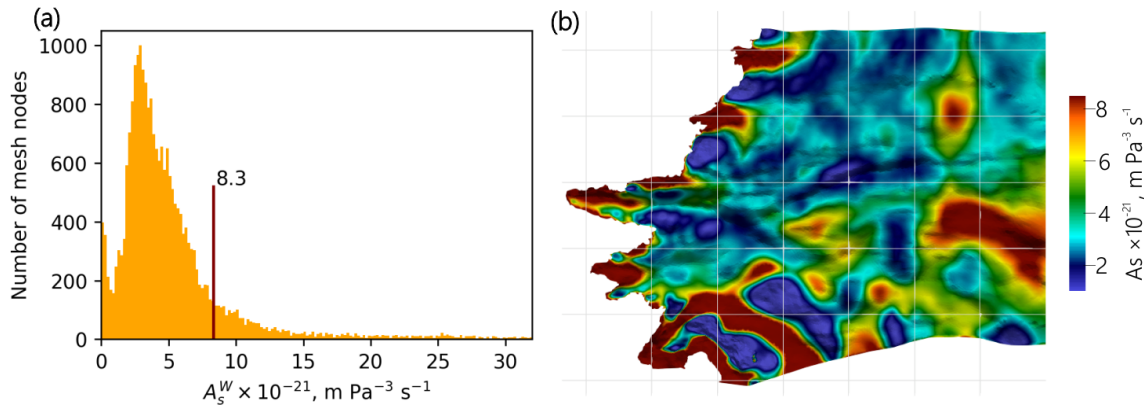 (a)
(b)
1000
800
600
400
200
0
Number of mesh nodes
8.3
0 5 10 15 20 25 30
A_s^W × 10⁻²¹, m Pa⁻³ s⁻¹
8
6
4
2
As ×10⁻²¹, m Pa⁻³ s⁻¹